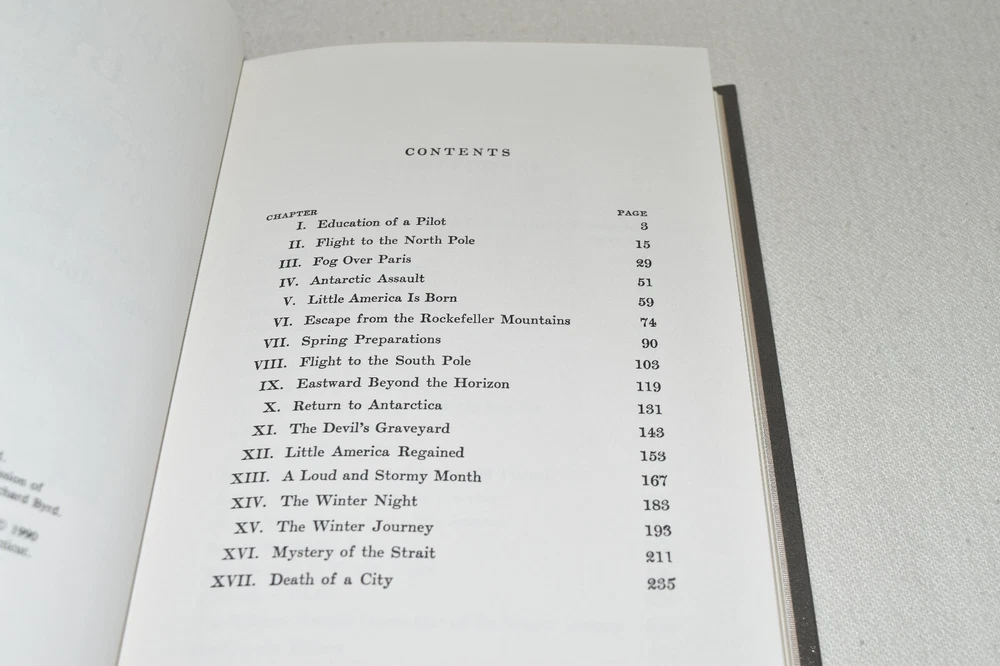 CONTENTS
CHAPTER PAGE
I. Education of a Pilot 3
II. Flight to the North Pole 15
III. Fog Over Paris 29
IV. Antarctic Assault 51
V. Little America Is Born 59
VI. Escape from the Rockefeller Mountains 74
VII. Spring Preparations 90
VIII. Flight to the South Pole 103
IX. Eastward Beyond the Horizon 119
X. Return to Antarctica 131
XI. The Devil's Graveyard 143
XII. Little America Regained 153
XIII. A Loud and Stormy Month 167
XIV. The Winter Night 183
XV. The Winter Journey 193
XVI. Mystery of the Strait 211
XVII. Death of a City 235
of
Byrd.
© 1990